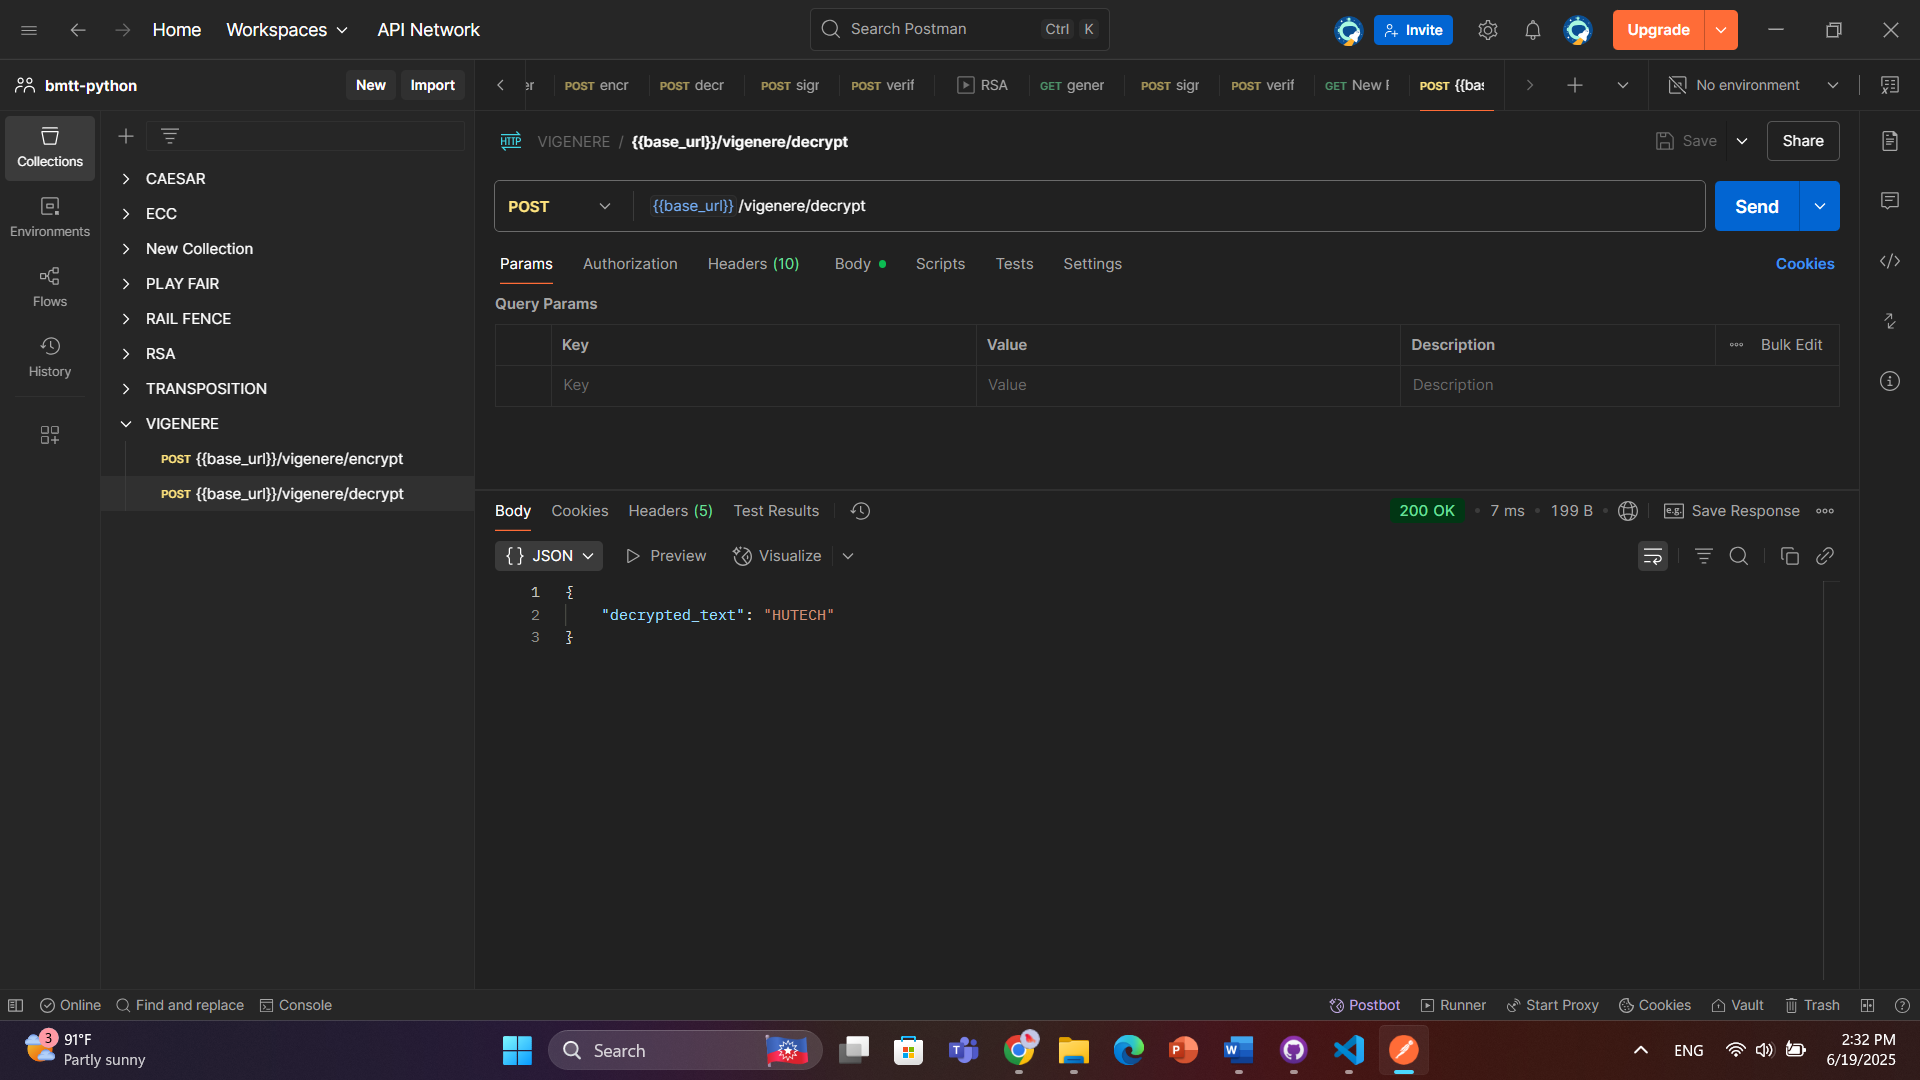 Home
Workspaces
API Network
Search Postman
Ctrl K
Invite
Upgrade
bmtt-python
New
Import
er
POST encr
POST decr
POST sigr
POST verif
RSA
GET gener
POST sigr
POST verif
GET New F
POST {{bas
No environment
Collections
Environments
Flows
History
CAESAR
ECC
New Collection
PLAY FAIR
RAIL FENCE
RSA
TRANSPOSITION
VIGENERE
POST {{base_url}}/vigenere/encrypt
POST {{base_url}}/vigenere/decrypt
HTTP VIGENERE / {{base_url}}/vigenere/decrypt
Save
Share
POST {{base_url}} /vigenere/decrypt
Send
Params Authorization Headers (10) Body Scripts Tests Settings
Cookies
Query Params
Key Value Description Bulk Edit
Key Value Description
Body Cookies Headers (5) Test Results
200 OK • 7 ms • 199 B
e.g. Save Response
{} JSON Preview Visualize
1 {
2 "decrypted_text": "HUTECH"
3 }
Online Find and replace Console
Postbot Runner Start Proxy Cookies Vault Trash
3
91°F
Partly sunny
Search
ENG
2:32 PM
6/19/2025